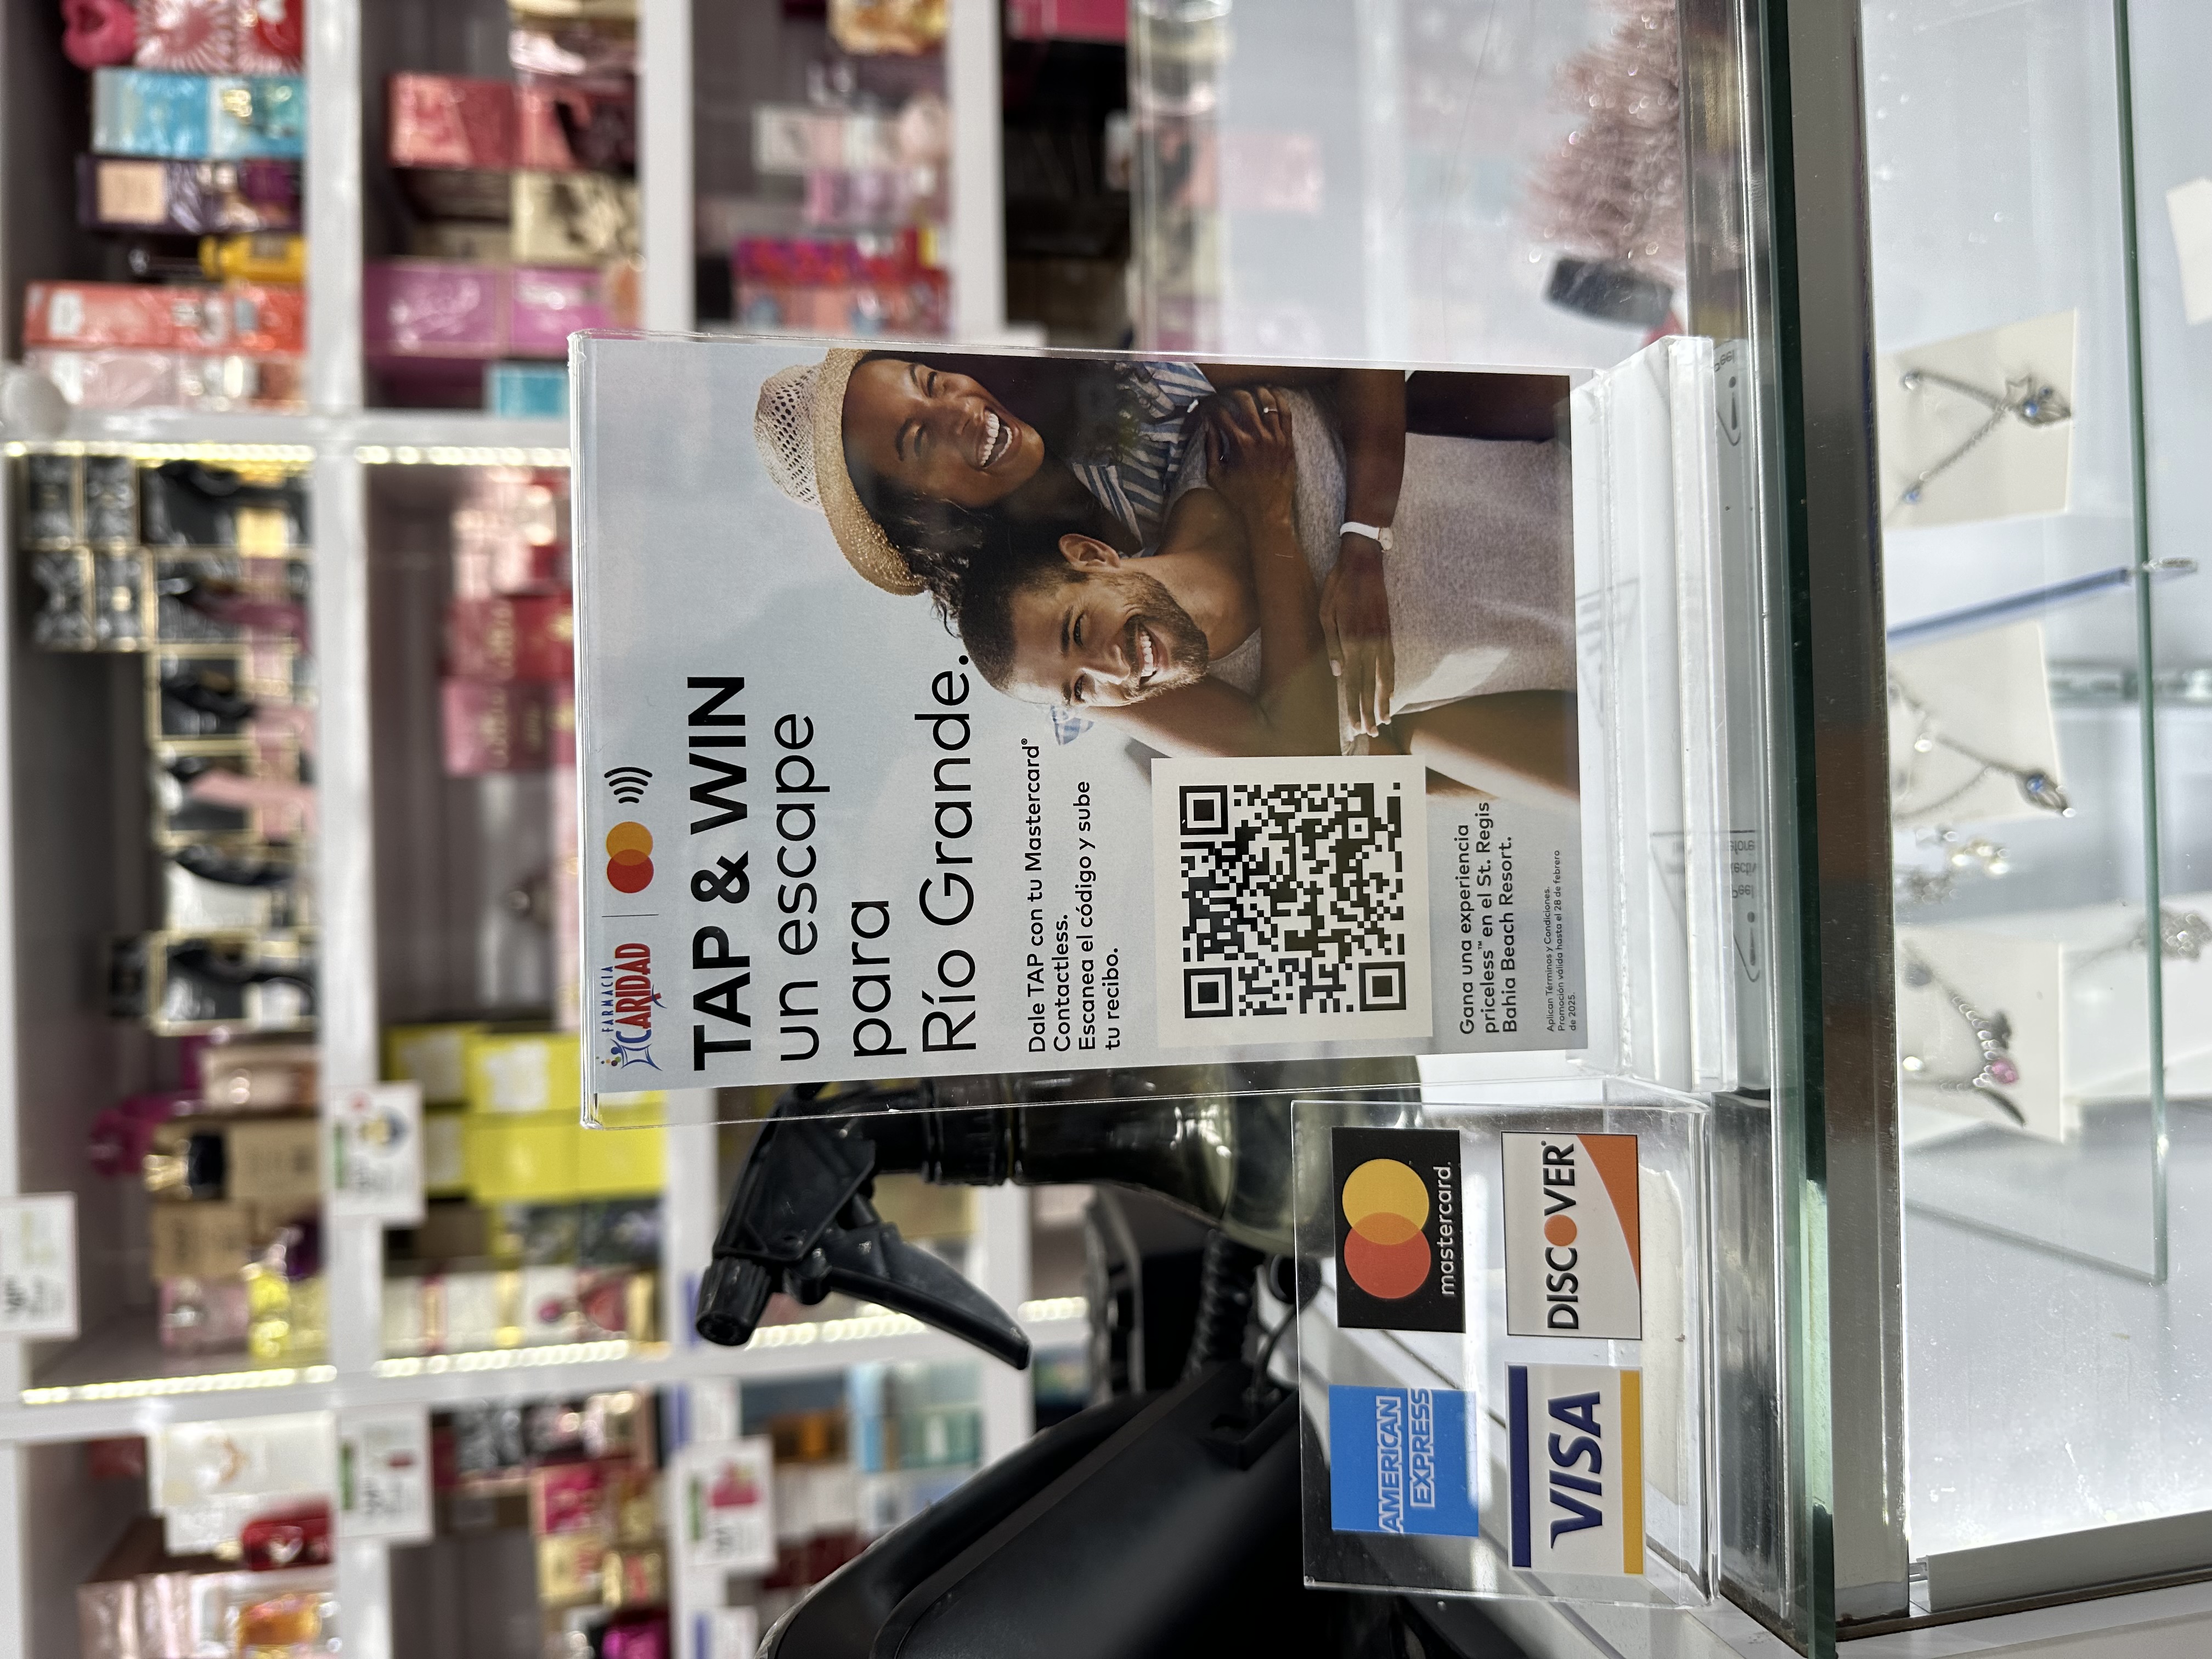 FARMACIA
CARIDAD
TAP & WIN
un escape
para
Río Grande.
Dale TAP con tu Mastercard®
Contactless.
Escanea el código y sube
tu recibo.
Gana una experiencia
priceless™ en el St. Regis
Bahia Beach Resort.
Aplican Términos y Condiciones.
Promoción válida hasta el 28 de febrero
de 2025.
AMERICAN
EXPRESS
mastercard.
VISA
DISCOVER®